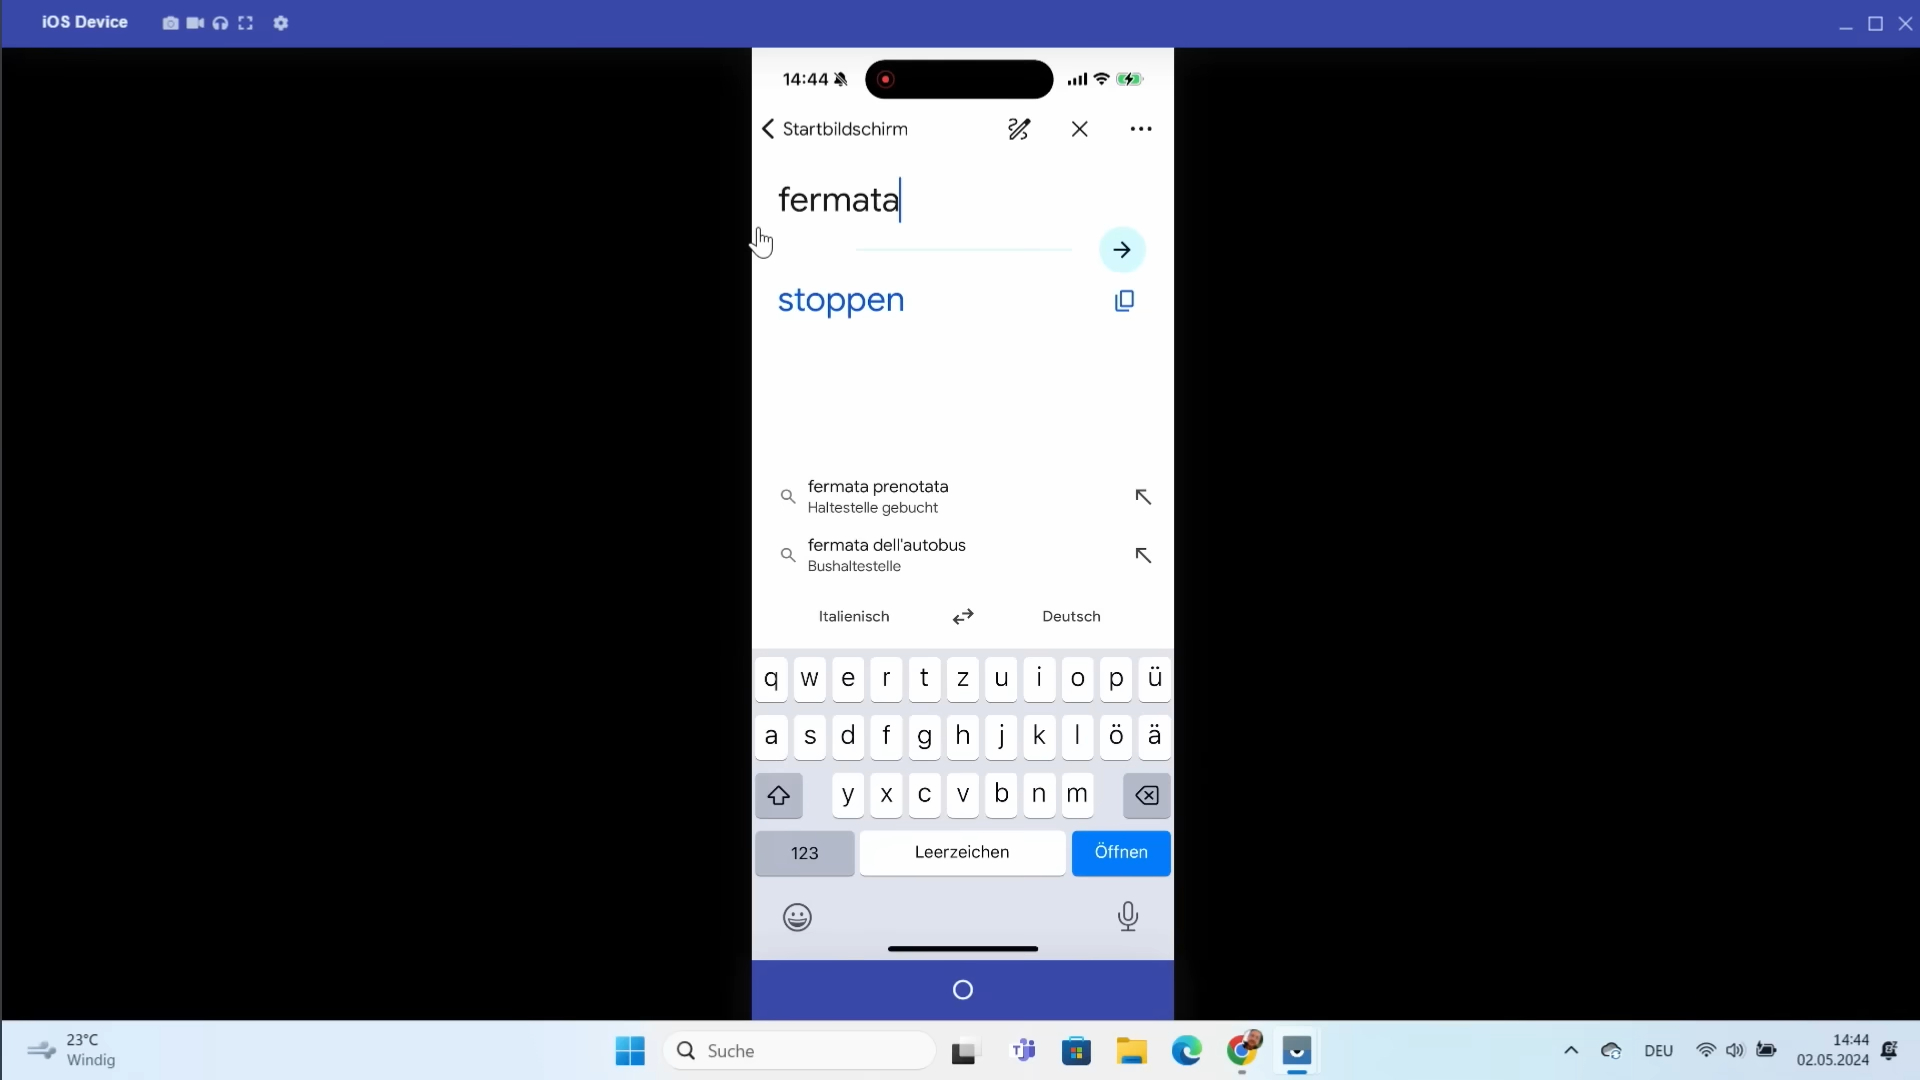 iOS Device
14:44
Startbildschirm
fermata
stoppen
fermata prenotata
Haltestelle gebucht
fermata dell'autobus
Bushaltestelle
Italienisch
Deutsch
q w e r t z u i o p ü
a s d f g h j k l ö ä
y x c v b n m
123
Leerzeichen
Öffnen
23°C
Windig
Suche
DEU
14:44
02.05.2024